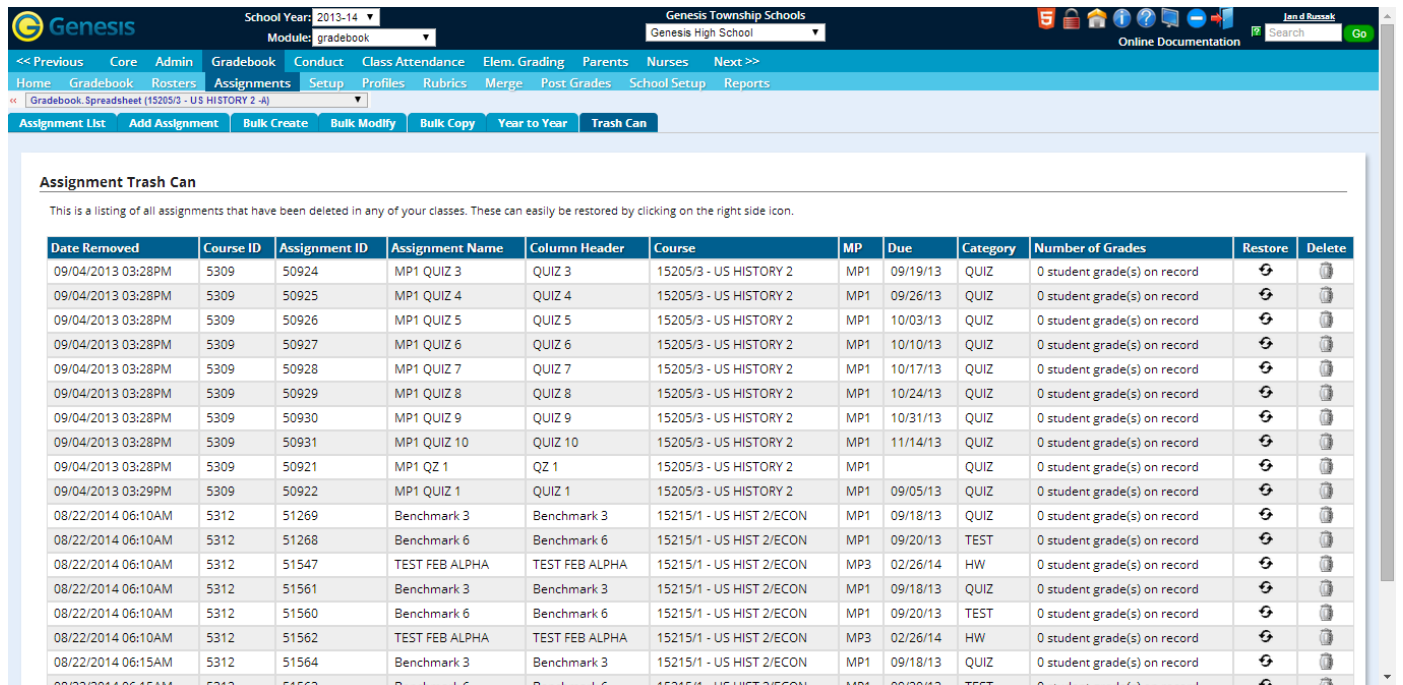 Genesis
School Year: 2013-14
Module: gradebook
Genesis Township Schools
Genesis High School
Jan d Russak
Online Documentation
Search
Go
<< Previous Core Admin Gradebook Conduct Class Attendance Elem. Grading Parents Nurses Next >>
Home Gradebook Rosters Assignments Setup Profiles Rubrics Merge Post Grades School Setup Reports
« Gradebook.Spreadsheet (15205/3 - US HISTORY 2 -A)
Assignment List Add Assignment Bulk Create Bulk Modify Bulk Copy Year to Year Trash Can
Assignment Trash Can
This is a listing of all assignments that have been deleted in any of your classes. These can easily be restored by clicking on the right side icon.
Date Removed Course ID Assignment ID Assignment Name Column Header Course MP Due Category Number of Grades Restore Delete
09/04/2013 03:28PM 5309 50924 MP1 QUIZ 3 QUIZ 3 15205/3 - US HISTORY 2 MP1 09/19/13 QUIZ 0 student grade(s) on record
09/04/2013 03:28PM 5309 50925 MP1 QUIZ 4 QUIZ 4 15205/3 - US HISTORY 2 MP1 09/26/13 QUIZ 0 student grade(s) on record
09/04/2013 03:28PM 5309 50926 MP1 QUIZ 5 QUIZ 5 15205/3 - US HISTORY 2 MP1 10/03/13 QUIZ 0 student grade(s) on record
09/04/2013 03:28PM 5309 50927 MP1 QUIZ 6 QUIZ 6 15205/3 - US HISTORY 2 MP1 10/10/13 QUIZ 0 student grade(s) on record
09/04/2013 03:28PM 5309 50928 MP1 QUIZ 7 QUIZ 7 15205/3 - US HISTORY 2 MP1 10/17/13 QUIZ 0 student grade(s) on record
09/04/2013 03:28PM 5309 50929 MP1 QUIZ 8 QUIZ 8 15205/3 - US HISTORY 2 MP1 10/24/13 QUIZ 0 student grade(s) on record
09/04/2013 03:28PM 5309 50930 MP1 QUIZ 9 QUIZ 9 15205/3 - US HISTORY 2 MP1 10/31/13 QUIZ 0 student grade(s) on record
09/04/2013 03:28PM 5309 50931 MP1 QUIZ 10 QUIZ 10 15205/3 - US HISTORY 2 MP1 11/14/13 QUIZ 0 student grade(s) on record
09/04/2013 03:28PM 5309 50921 MP1 QZ 1 QZ 1 15205/3 - US HISTORY 2 MP1 QUIZ 0 student grade(s) on record
09/04/2013 03:29PM 5309 50922 MP1 QUIZ 1 QUIZ 1 15205/3 - US HISTORY 2 MP1 09/05/13 QUIZ 0 student grade(s) on record
08/22/2014 06:10AM 5312 51269 Benchmark 3 Benchmark 3 15215/1 - US HIST 2/ECON MP1 09/18/13 QUIZ 0 student grade(s) on record
08/22/2014 06:10AM 5312 51268 Benchmark 6 Benchmark 6 15215/1 - US HIST 2/ECON MP1 09/20/13 TEST 0 student grade(s) on record
08/22/2014 06:10AM 5312 51547 TEST FEB ALPHA TEST FEB ALPHA 15215/1 - US HIST 2/ECON MP3 02/26/14 HW 0 student grade(s) on record
08/22/2014 06:10AM 5312 51561 Benchmark 3 Benchmark 3 15215/1 - US HIST 2/ECON MP1 09/18/13 QUIZ 0 student grade(s) on record
08/22/2014 06:10AM 5312 51560 Benchmark 6 Benchmark 6 15215/1 - US HIST 2/ECON MP1 09/20/13 TEST 0 student grade(s) on record
08/22/2014 06:10AM 5312 51562 TEST FEB ALPHA TEST FEB ALPHA 15215/1 - US HIST 2/ECON MP3 02/26/14 HW 0 student grade(s) on record
08/22/2014 06:15AM 5312 51564 Benchmark 3 Benchmark 3 15215/1 - US HIST 2/ECON MP1 09/18/13 QUIZ 0 student grade(s) on record